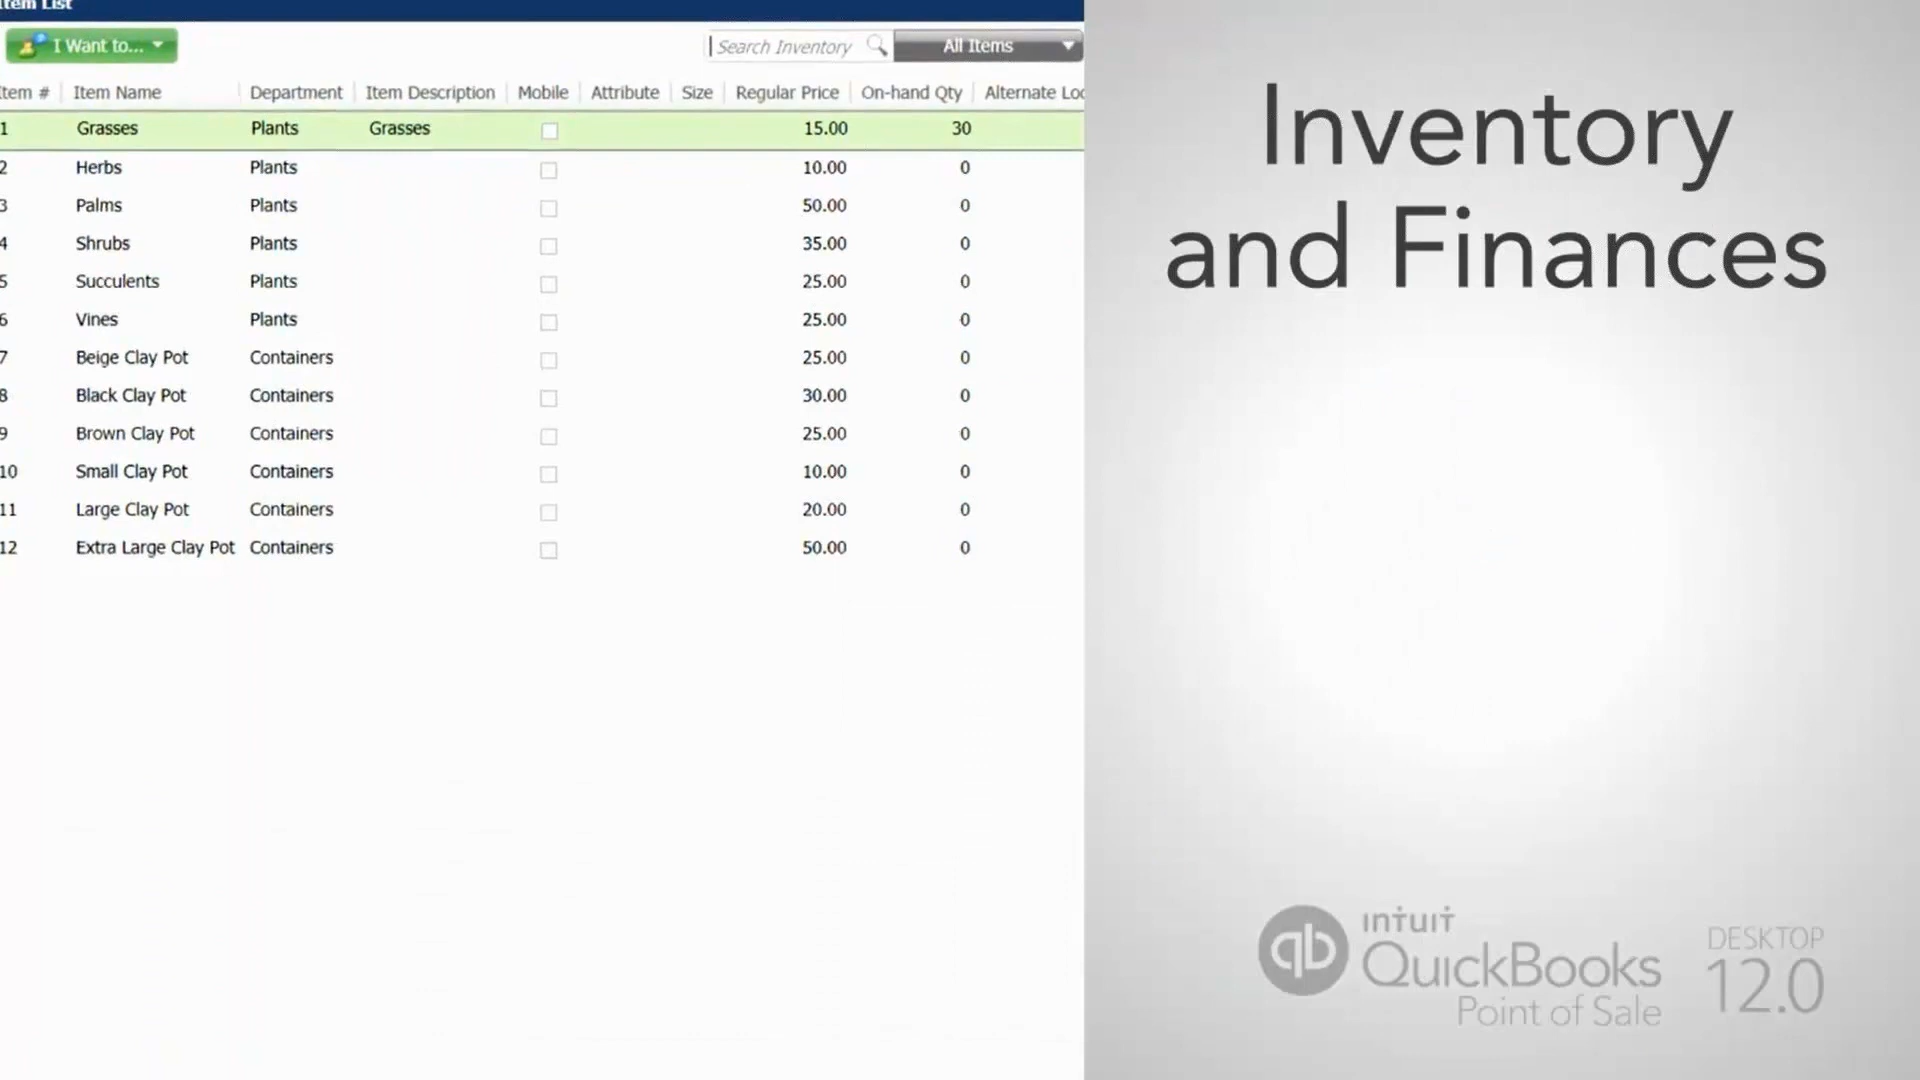 Item List
I Want to...
Search Inventory
All Items
Item # Item Name Department Item Description Mobile Attribute Size Regular Price On-hand Qty Alternate Loo
1 Grasses Plants Grasses 15.00 30
2 Herbs Plants 10.00 0
3 Palms Plants 50.00 0
4 Shrubs Plants 35.00 0
5 Succulents Plants 25.00 0
6 Vines Plants 25.00 0
7 Beige Clay Pot Containers 25.00 0
8 Black Clay Pot Containers 30.00 0
9 Brown Clay Pot Containers 25.00 0
10 Small Clay Pot Containers 10.00 0
11 Large Clay Pot Containers 20.00 0
12 Extra Large Clay Pot Containers 50.00 0
Inventory
and Finances
qb
intuit
QuickBooks
Point of Sale
DESKTOP
12.0